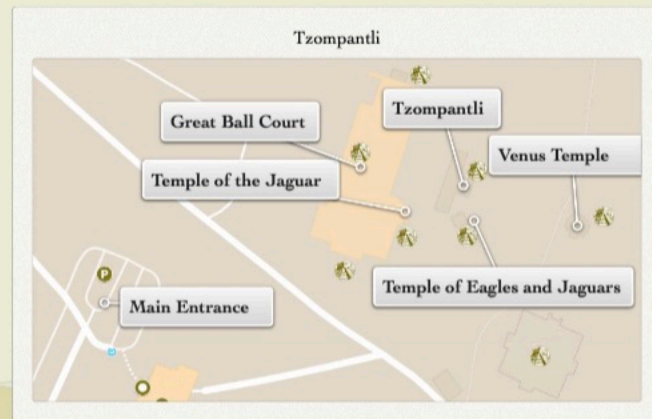 Tzompantli
Great Ball Court
Tzompantli
Venus Temple
Temple of the Jaguar
Temple of Eagles and Jaguars
P
Main Entrance